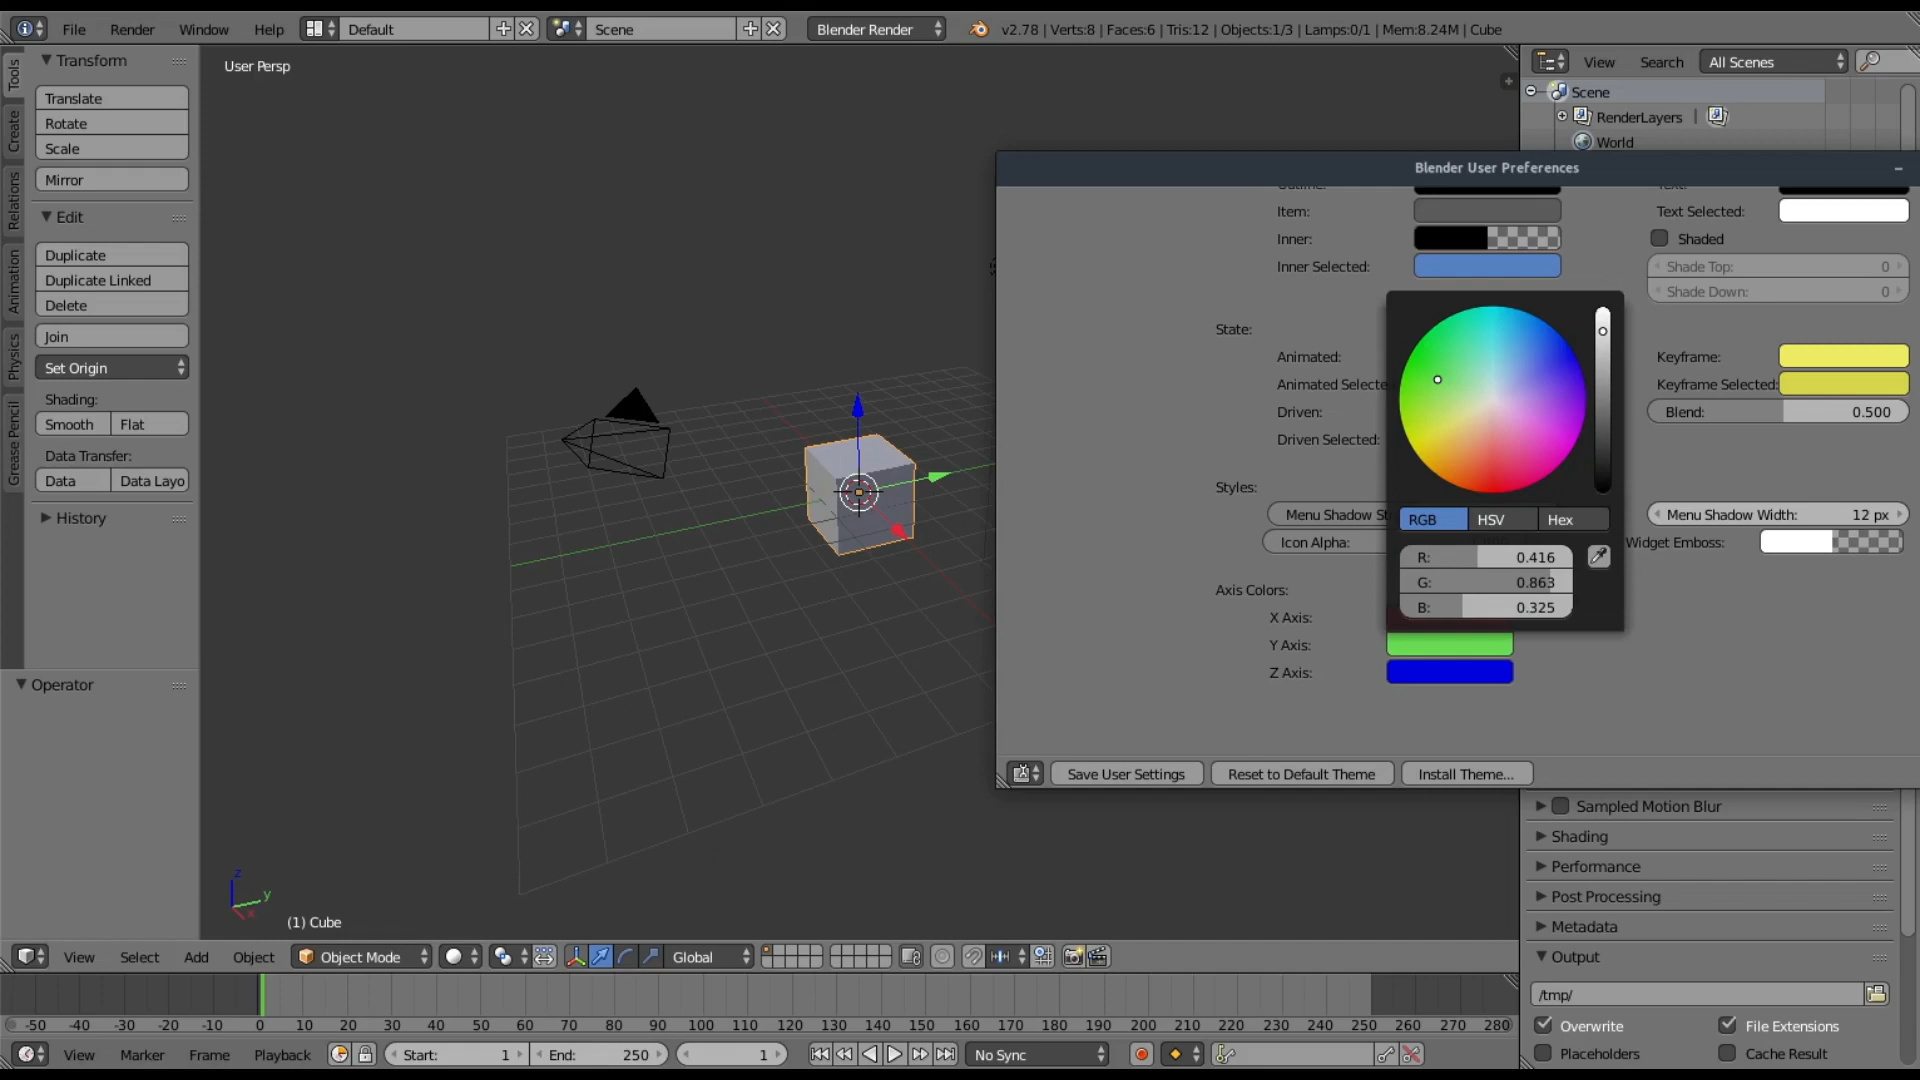 File Render Window Help Default Scene Blender Render v2.78 | Verts:8 | Faces:6 | Tris:12 | Objects:1/3 | Lamps:0/1 | Mem:8.24M | Cube
Tools
Create
Relations
Animation
Physics
Grease Pencil
Transform
Translate
Rotate
Scale
Mirror
Edit
Duplicate
Duplicate Linked
Delete
Join
Set Origin
Shading:
Smooth Flat
Data Transfer:
Data Data Layo
History
Operator
User Persp
z
y
x
(1) Cube
View Search All Scenes
Scene
RenderLayers |
World
Blender User Preferences
Outline: Text:
Item: Text Selected:
Inner: Shaded
Inner Selected: Shade Top: 0
Shade Down: 0
State:
Animated: Keyframe:
Animated Selecte Keyframe Selected:
Driven: Blend: 0.500
Driven Selected:
Styles:
Menu Shadow St Menu Shadow Width: 12 px
Icon Alpha: Widget Emboss:
RGB HSV Hex
R: 0.416
G: 0.863
B: 0.325
Axis Colors:
X Axis:
Y Axis:
Z Axis:
Save User Settings Reset to Default Theme Install Theme...
Sampled Motion Blur
Shading
Performance
Post Processing
Metadata
Output
/tmp/
Overwrite File Extensions
Placeholders Cache Result
View Select Add Object Object Mode Global
-50 -40 -30 -20 -10 0 10 20 30 40 50 60 70 80 90 100 110 120 130 140 150 160 170 180 190 200 210 220 230 240 250 260 270 280
View Marker Frame Playback Start: 1 End: 250 1 No Sync